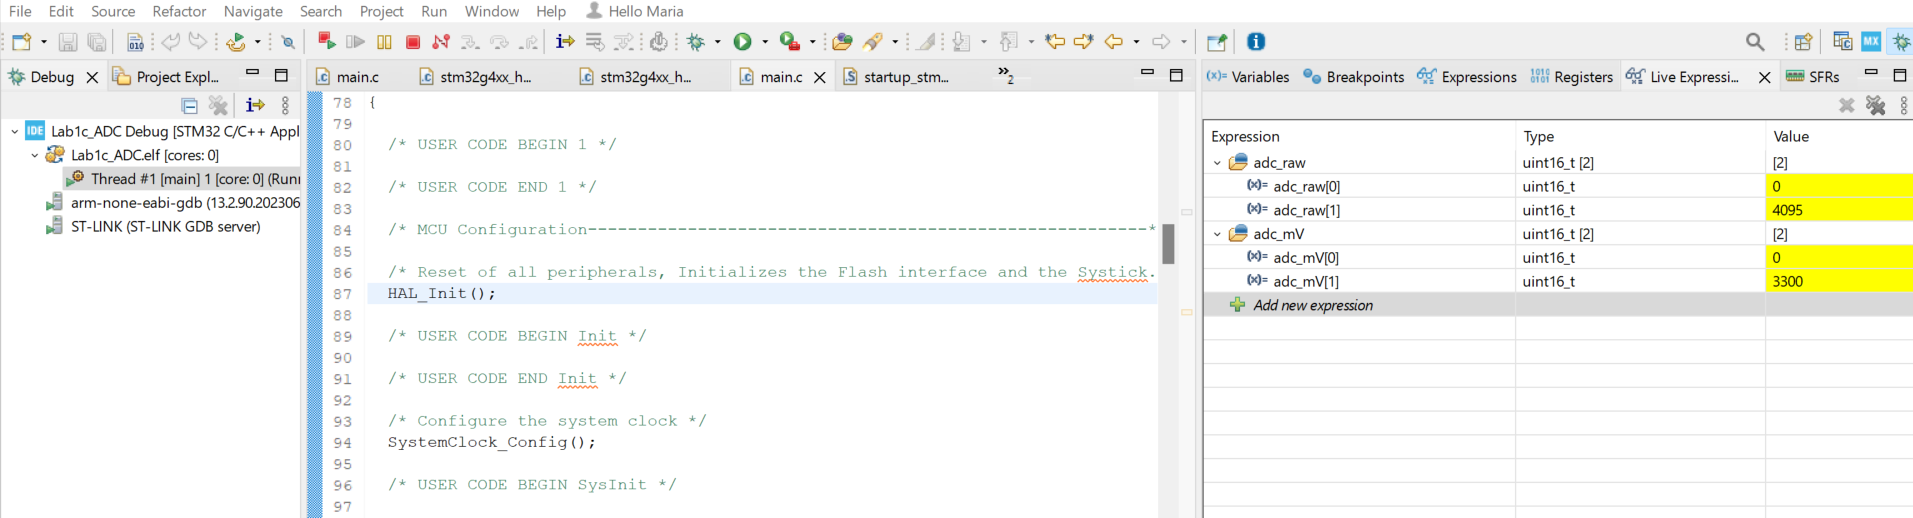 File Edit Source Refactor Navigate Search Project Run Window Help Hello Maria
Debug Project Expl... main.c stm32g4xx_h... stm32g4xx_h... main.c startup_stm... »2 (x)= Variables Breakpoints Expressions Registers Live Expressi... SFRs
IDE Lab1c_ADC Debug [STM32 C/C++ Appl
Lab1c_ADC.elf [cores: 0]
Thread #1 [main] 1 [core: 0] (Runi
arm-none-eabi-gdb (13.2.90.202306
ST-LINK (ST-LINK GDB server)
78 {
79
80 /* USER CODE BEGIN 1 */
81
82 /* USER CODE END 1 */
83
84 /* MCU Configuration--------------------------------------------------------*
85
86 /* Reset of all peripherals, Initializes the Flash interface and the Systick.
87 HAL_Init();
88
89 /* USER CODE BEGIN Init */
90
91 /* USER CODE END Init */
92
93 /* Configure the system clock */
94 SystemClock_Config();
95
96 /* USER CODE BEGIN SysInit */
97
Expression Type Value
adc_raw uint16_t [2] [2]
(x)= adc_raw[0] uint16_t 0
(x)= adc_raw[1] uint16_t 4095
adc_mV uint16_t [2] [2]
(x)= adc_mV[0] uint16_t 0
(x)= adc_mV[1] uint16_t 3300
Add new expression